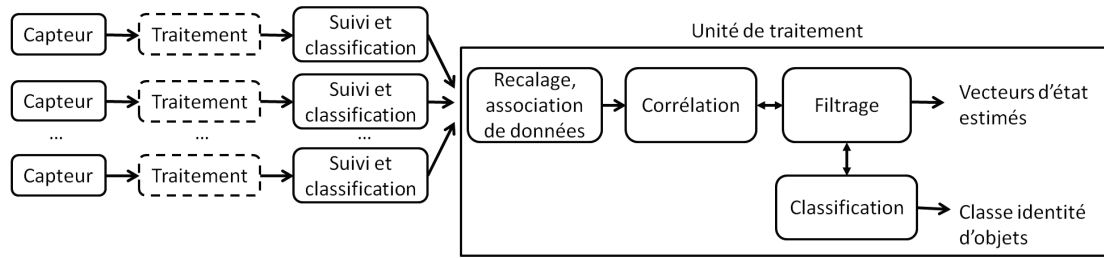 Capteur
Traitement
Suivi et
classification
Capteur
Traitement
Suivi et
classification
...
...
...
Capteur
Traitement
Suivi et
classification
Unité de traitement
Recalage,
association
de données
Corrélation
Filtrage
Vecteurs d'état
estimés
Classification
Classe identité
d'objets